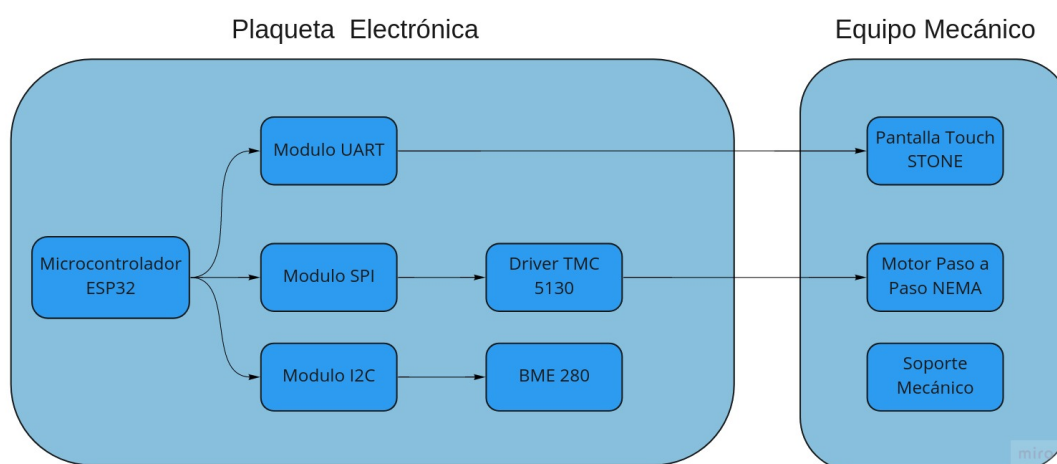 Plaqueta  Electrónica
Equipo Mecánico
Modulo UART
Pantalla Touch
STONE
Microcontrolador
ESP32
Modulo SPI
Driver TMC
5130
Motor Paso a
Paso NEMA
Modulo I2C
BME 280
Soporte
Mecánico
miro